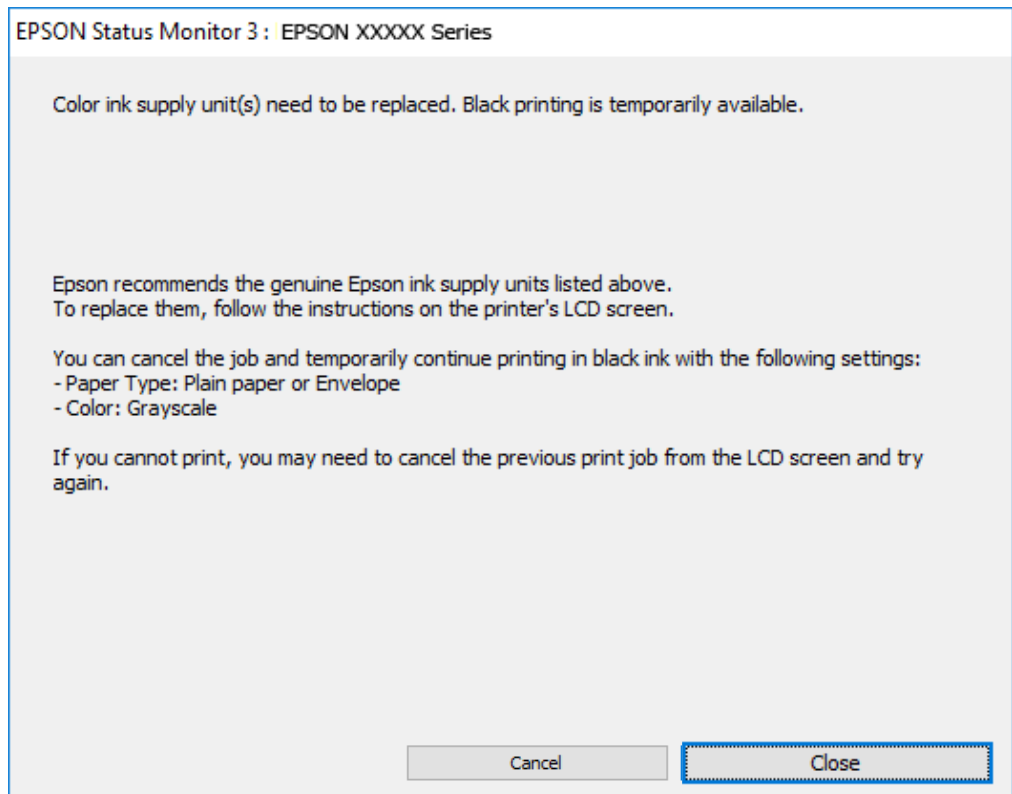 EPSON Status Monitor 3 : EPSON XXXXX Series
Color ink supply unit(s) need to be replaced. Black printing is temporarily available.
Epson recommends the genuine Epson ink supply units listed above.
To replace them, follow the instructions on the printer's LCD screen.
You can cancel the job and temporarily continue printing in black ink with the following settings:
- Paper Type: Plain paper or Envelope
- Color: Grayscale
If you cannot print, you may need to cancel the previous print job from the LCD screen and try
again.
Cancel Close